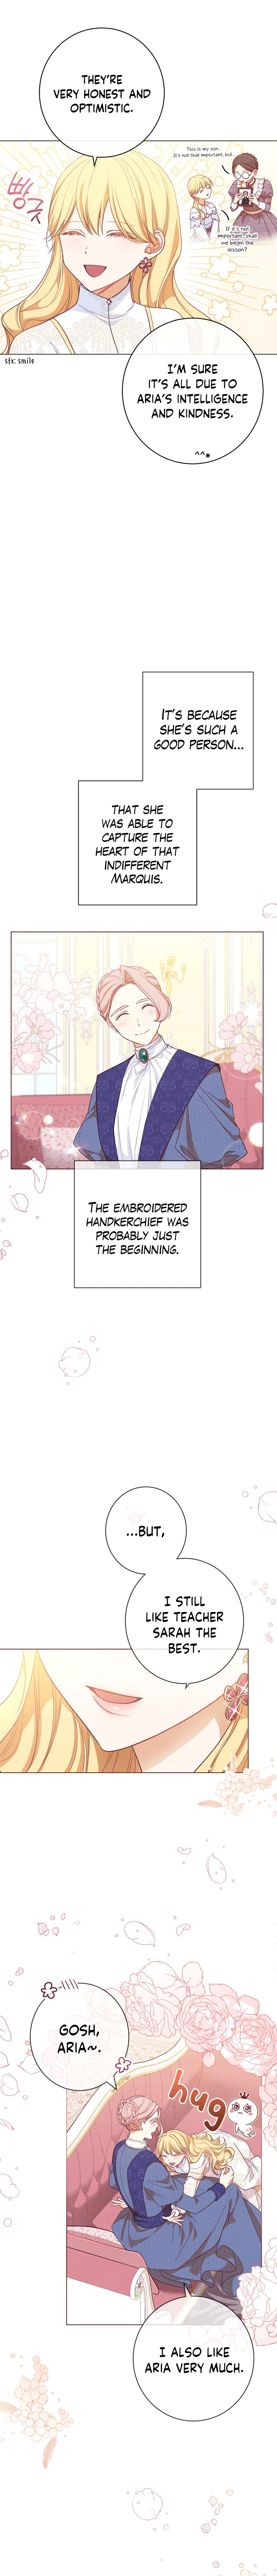 THEY'RE
VERY HONEST AND
OPTIMISTIC.
This is my son...
It's not that important, but...
If it's not
important, shall
we begin the
lesson?
빵긋
sfx: smile
I'M SURE
IT'S ALL DUE TO
ARIA'S INTELLIGENCE
AND KINDNESS.
^^*
IT'S BECAUSE
SHE'S SUCH A
GOOD PERSON...
THAT SHE
WAS ABLE TO
CAPTURE THE
HEART OF THAT
INDIFFERENT
MARQUIS.
THE EMBROIDERED
HANDKERCHIEF WAS
PROBABLY JUST
THE BEGINNING.
...BUT,
I STILL
LIKE TEACHER
SARAH THE
BEST.
GOSH,
ARIA~.
hug
I ALSO LIKE
ARIA VERY MUCH.